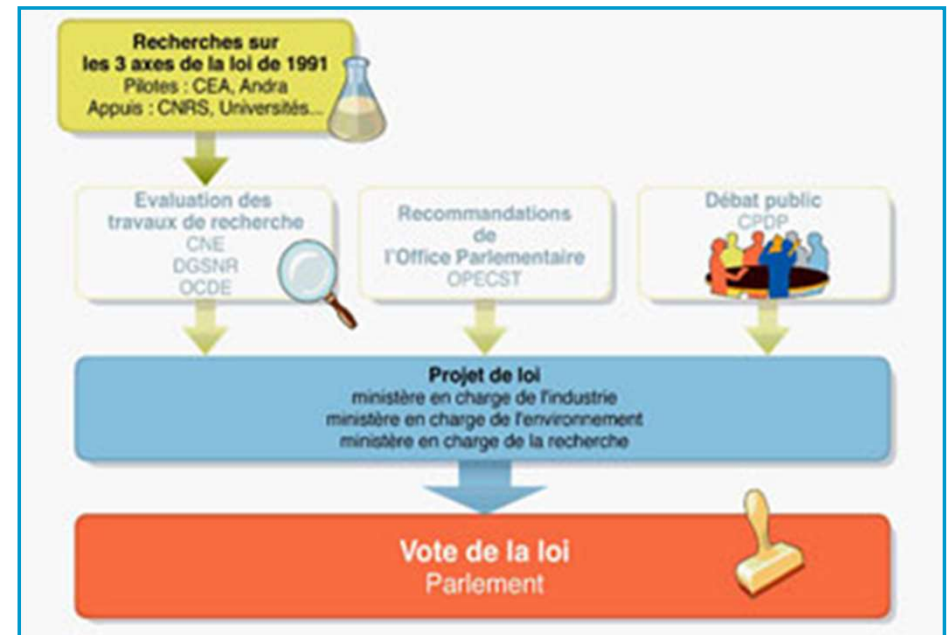 Recherches sur
les 3 axes de la loi de 1991
Pilotes : CEA, Andra
Appuis : CNRS, Universités...
Evaluation des
travaux de recherche
CNE
DGSNR
OCDE
Recommandations
de
l'Office Parlementaire
OPECST
Débat public
CPDP
Projet de loi
ministère en charge de l'industrie
ministère en charge de l'environnement
ministère en charge de la recherche
Vote de la loi
Parlement